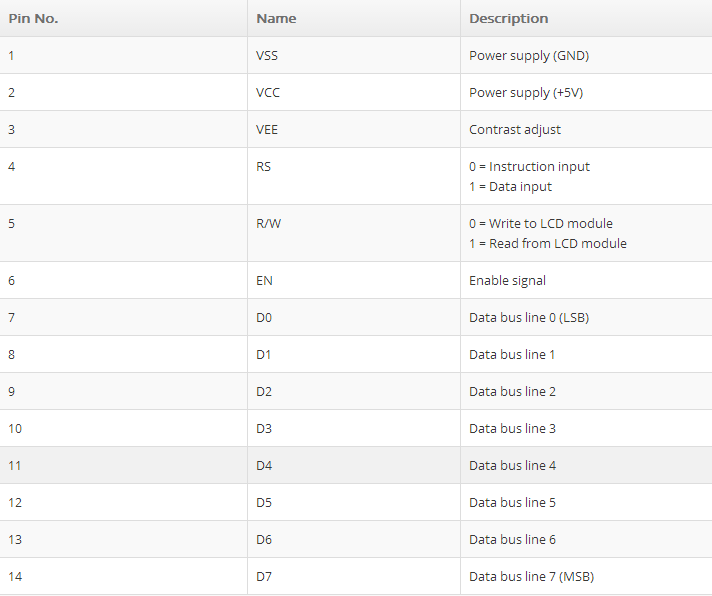 Pin No. Name Description
1 VSS Power supply (GND)
2 VCC Power supply (+5V)
3 VEE Contrast adjust
4 RS 0 = Instruction input
1 = Data input
5 R/W 0 = Write to LCD module
1 = Read from LCD module
6 EN Enable signal
7 D0 Data bus line 0 (LSB)
8 D1 Data bus line 1
9 D2 Data bus line 2
10 D3 Data bus line 3
11 D4 Data bus line 4
12 D5 Data bus line 5
13 D6 Data bus line 6
14 D7 Data bus line 7 (MSB)